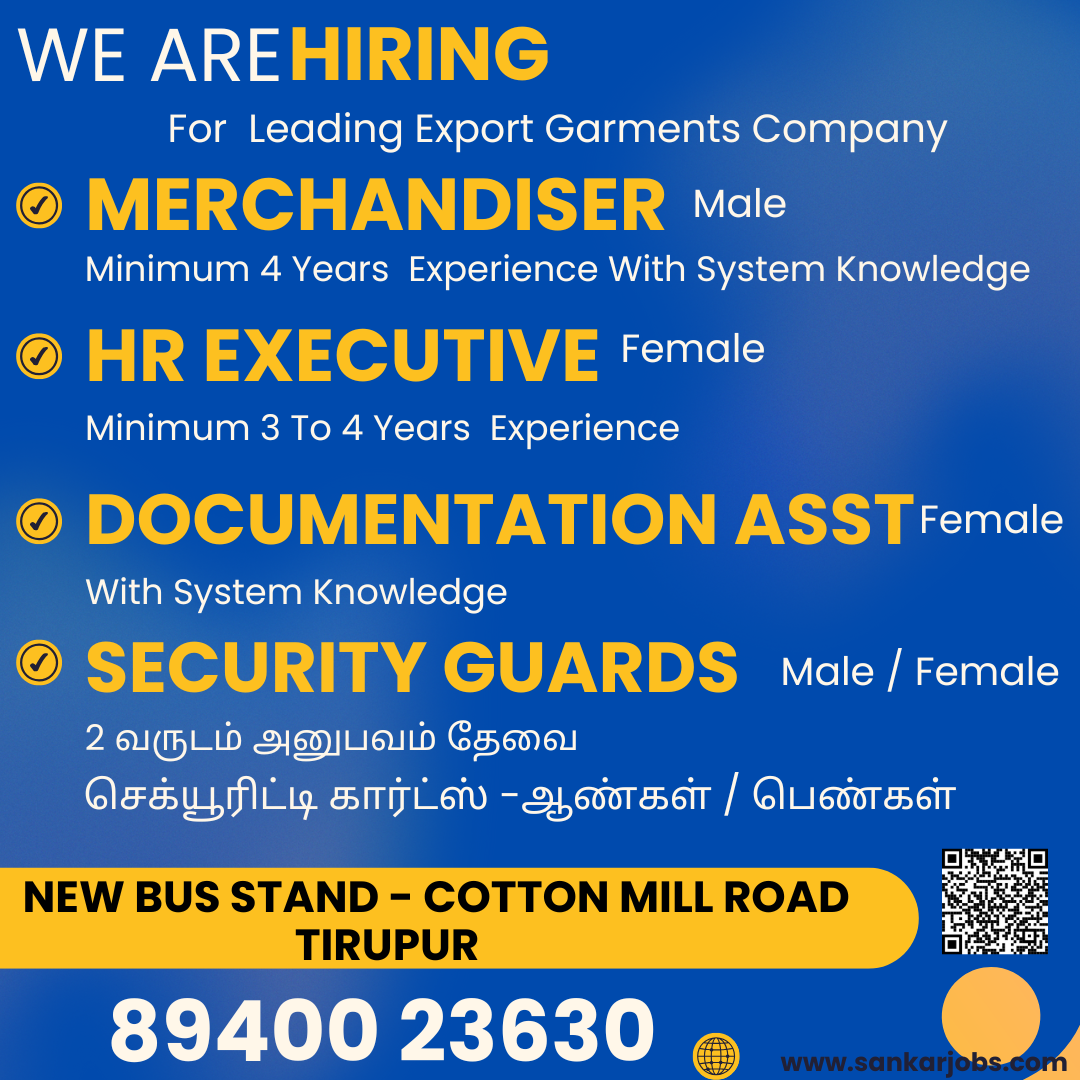 WE ARE HIRING
For Leading Export Garments Company
MERCHANDISER Male
Minimum 4 Years Experience With System Knowledge
HR EXECUTIVE Female
Minimum 3 To 4 Years Experience
DOCUMENTATION ASST Female
With System Knowledge
SECURITY GUARDS Male / Female
2 வருடம் அனுபவம் தேவை
செக்யூரிட்டி கார்ட்ஸ் -ஆண்கள் / பெண்கள்
NEW BUS STAND - COTTON MILL ROAD
TIRUPUR
89400 23630
www.sankarjobs.com